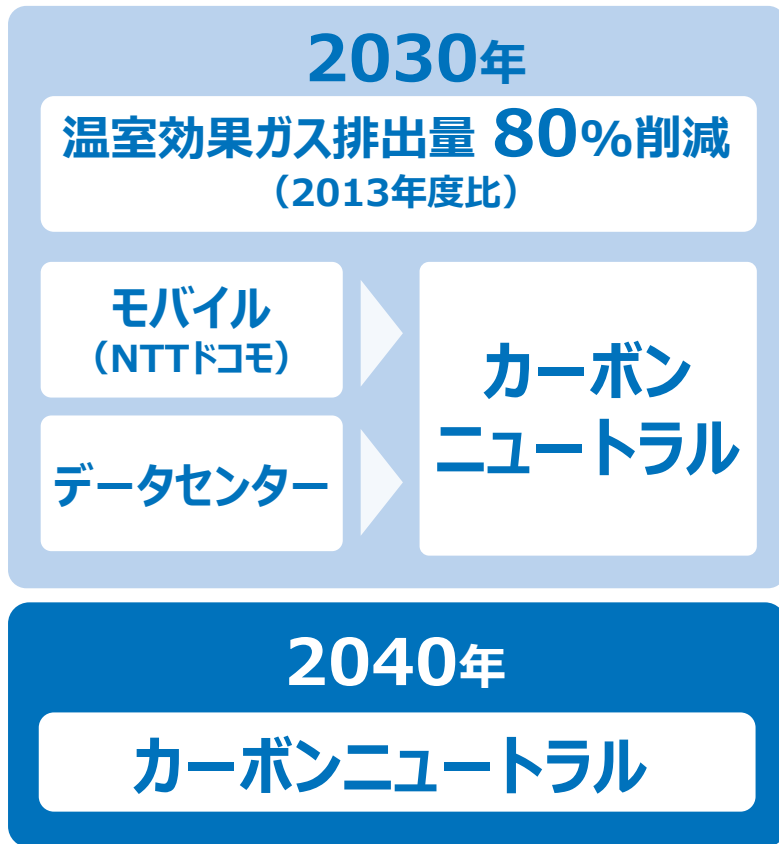 2030年
温室効果ガス排出量 80%削減
（2013年度比）
モバイル
（NTTドコモ）
データセンター
カーボン
ニュートラル
2040年
カーボンニュートラル